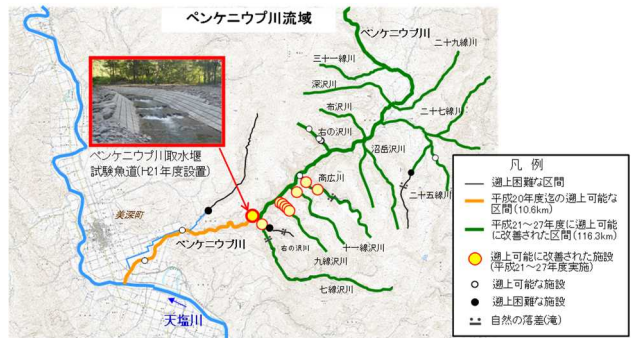 ペンケニウプ川流域
ペンケニウプ川
二十九線川
三十一線川
深沢川
二十七線川
布沢川
右の沢川
沼岳沢川
ペンケニウプ川取水堰
試験魚道(H21年度設置)
高広川
二十五線川
美深町
ペンケニウプ川
右の沢川
十一線沢川
九線沢川
七線沢川
天塩川
凡例
遡上困難な区間
平成20年度迄の遡上可能な
区間(10.6km)
平成21~27年度に遡上可能
に改善された区間(116.3km)
遡上可能に改善された施設
(平成21~27年度実施)
遡上可能な施設
遡上困難な施設
自然の落差(滝)